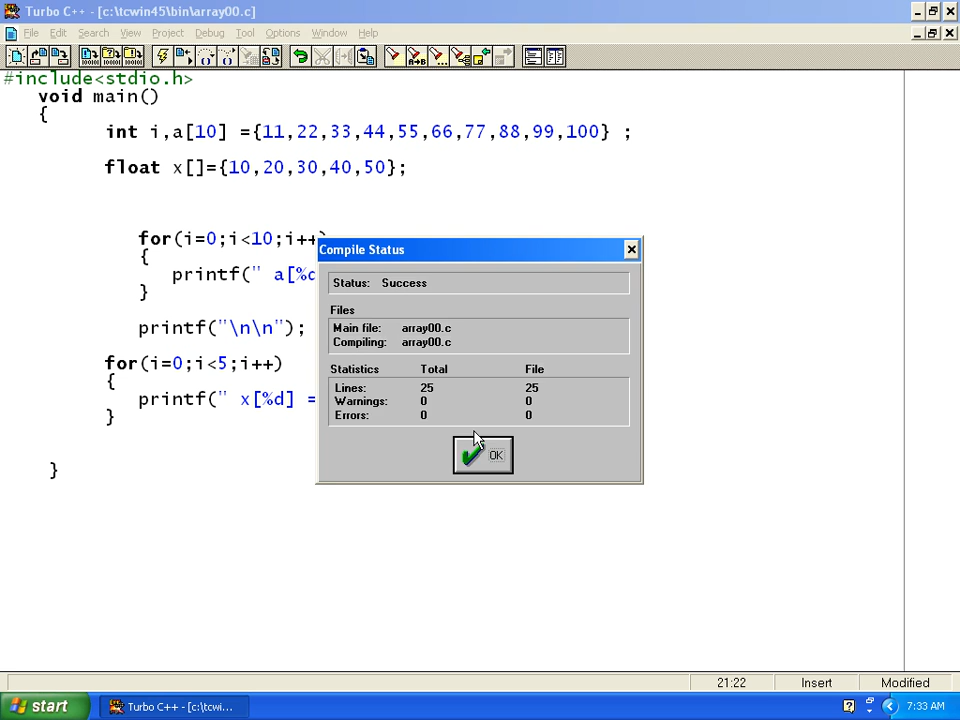 Turbo C++ - [c:\tcwin45\bin\array00.c]
File Edit Search View Project Debug Tool Options Window Help
#include<stdio.h>
void main()
{
int i,a[10] ={11,22,33,44,55,66,77,88,99,100} ;
float x[]={10,20,30,40,50};
for(i=0;i<10;i++)
{
printf(" a[%d
}
printf("\n\n");
for(i=0;i<5;i++)
{
printf(" x[%d] =
}
}
Compile Status
Status: Success
Files
Main file: array00.c
Compiling: array00.c
Statistics Total File
Lines: 25 25
Warnings: 0 0
Errors: 0 0
OK
21:22 Insert Modified
start Turbo C++ - [c:\tcwi... 7:33 AM